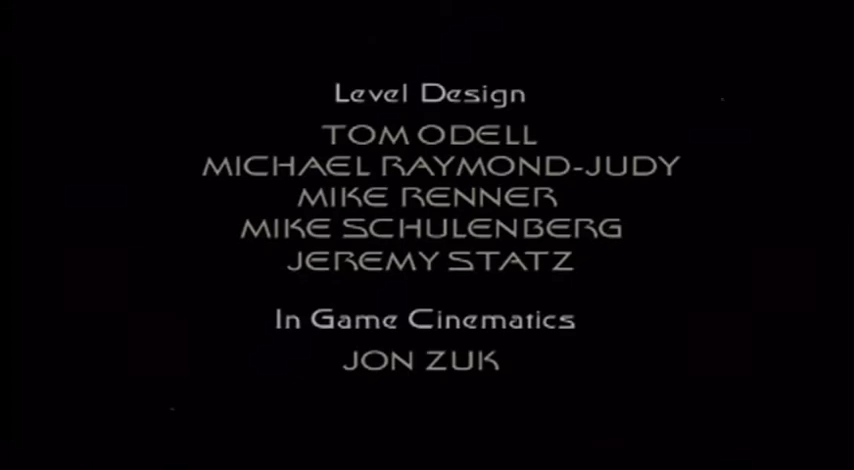 Level Design
TOM ODELL
MICHAEL RAYMOND-JUDY
MIKE RENNER
MIKE SCHULENBERG
JEREMY STATZ
In Game Cinematics
JON ZUK